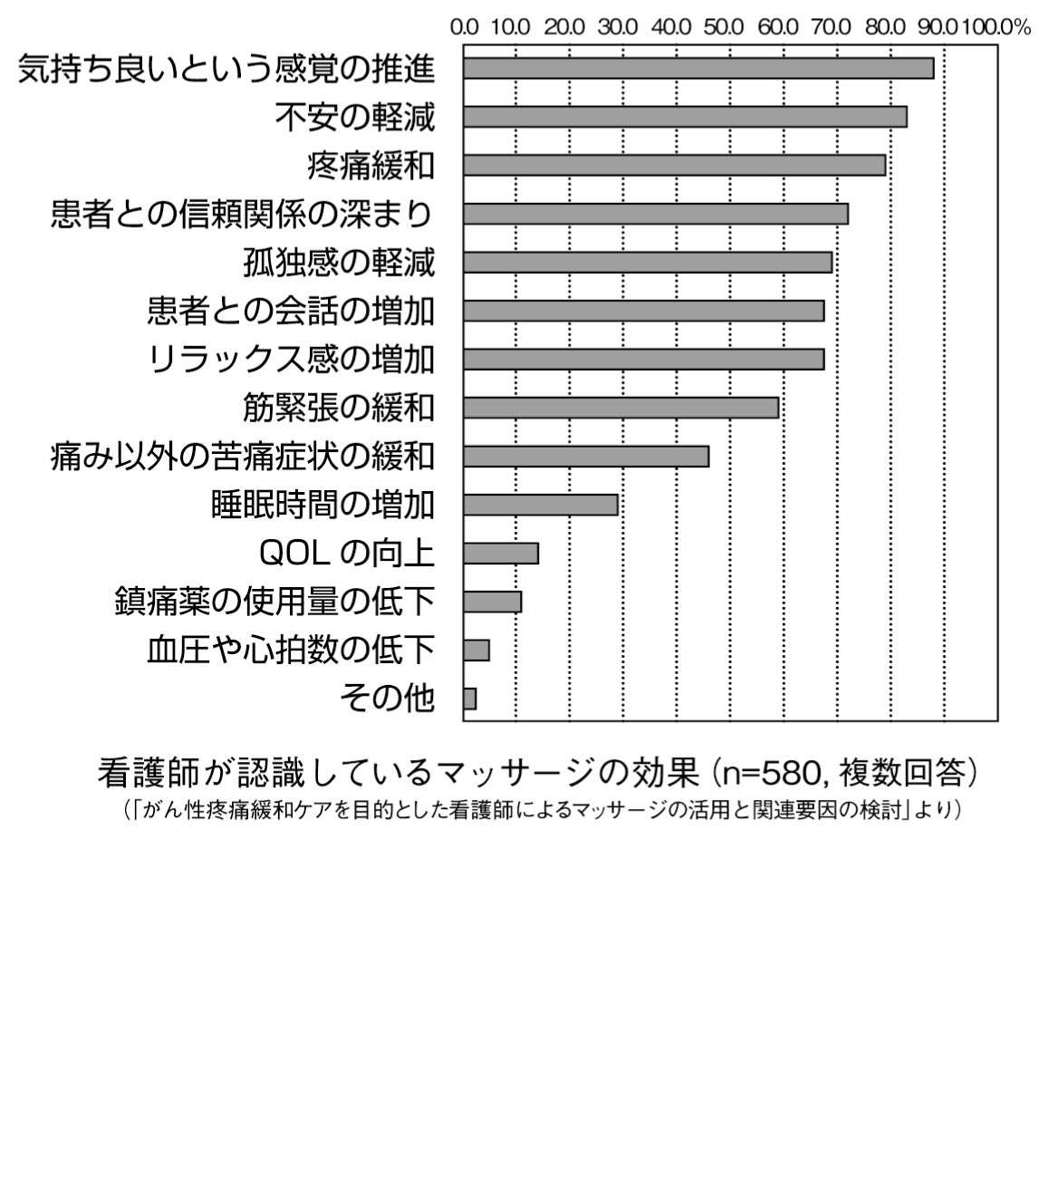 0.0 10.0 20.0 30.0 40.0 50.0 60.0 70.0 80.0 90.0 100.0%
気持ち良いという感覚の推進
不安の軽減
疼痛緩和
患者との信頼関係の深まり
孤独感の軽減
患者との会話の増加
リラックス感の増加
筋緊張の緩和
痛み以外の苦痛症状の緩和
睡眠時間の増加
QOL の向上
鎮痛薬の使用量の低下
血圧や心拍数の低下
その他
看護師が認識しているマッサージの効果（n=580, 複数回答）
（「がん性疼痛緩和ケアを目的とした看護師によるマッサージの活用と関連要因の検討」より）